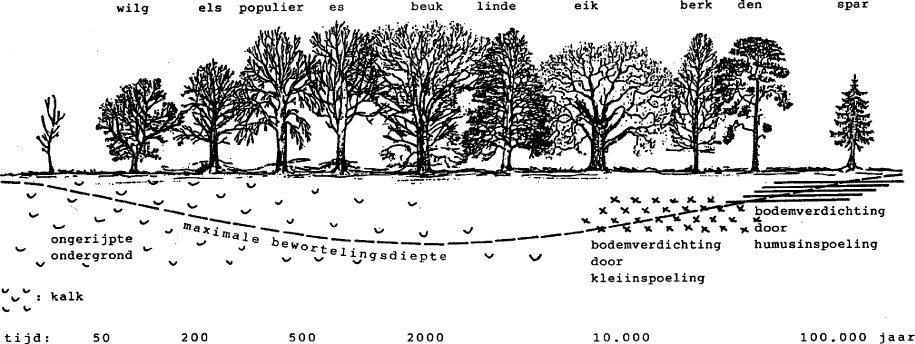 wilg els populier es beuk linde eik berk den spar
maximale bewortelingsdiepte
ongerijpte
ondergrond
bodemverdichting
door
kleiinspoeling
bodemverdichting
door
humusinspoeling
: kalk
tijd: 50 200 500 2000 10.000 100.000 jaar